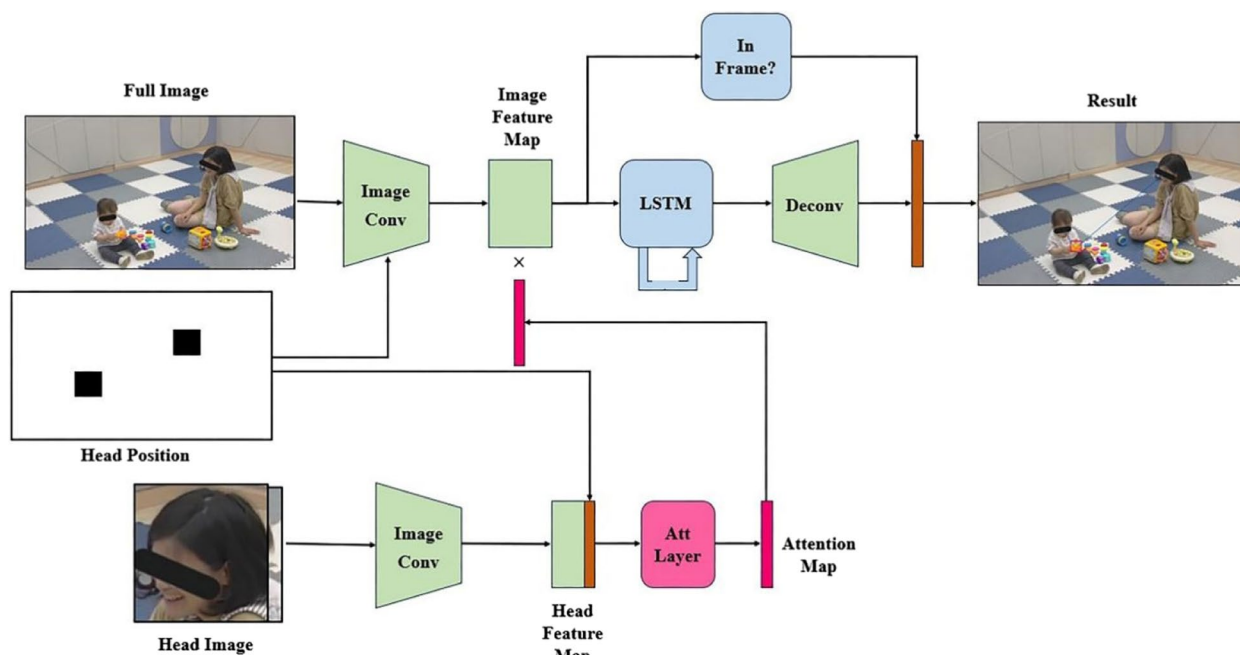 In
Frame?
Full Image
Image
Feature
Map
Result
Image
Conv
LSTM
Deconv
×
Head Position
Image
Conv
Att
Layer
Attention
Map
Head Image
Head
Feature
Map